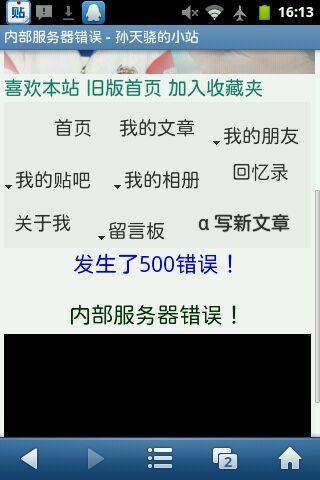 贴
16:13
内部服务器错误 - 孙天骁的小站
喜欢本站 旧版首页 加入收藏夹
首页 我的文章 我的朋友
我的贴吧 我的相册 回忆录
关于我 留言板 α 写新文章
发生了500错误！
内部服务器错误！
2